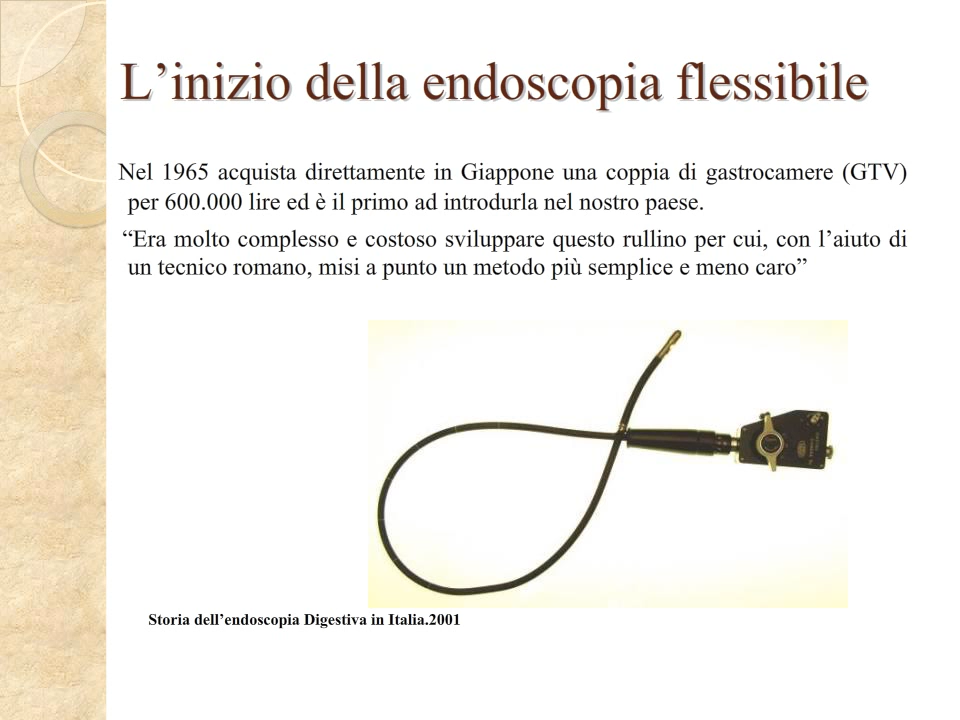 L’inizio della endoscopia flessibile
Nel 1965 acquista direttamente in Giappone una coppia di gastrocamere (GTV)
per 600.000 lire ed è il primo ad introdurla nel nostro paese.
“Era molto complesso e costoso sviluppare questo rullino per cui, con l’aiuto di
un tecnico romano, misi a punto un metodo più semplice e meno caro”
Storia dell’endoscopia Digestiva in Italia.2001